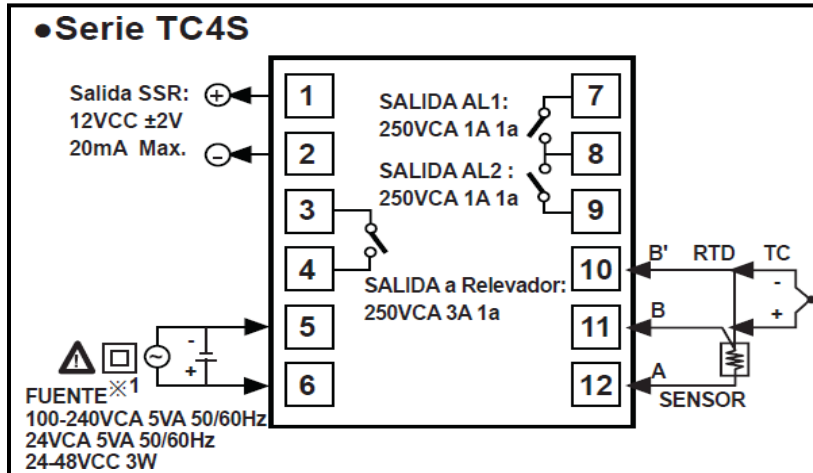 ●Serie TC4S
Salida SSR:
12VCC ±2V
20mA Max.
+
-
1
2
3
4
5
6
SALIDA AL1:
250VCA 1A 1a
SALIDA AL2 :
250VCA 1A 1a
SALIDA a Relevador:
250VCA 3A 1a
7
8
9
10
11
12
B' RTD TC
-
+
B
A
SENSOR
-
+
FUENTE※1
100-240VCA 5VA 50/60Hz
24VCA 5VA 50/60Hz
24-48VCC 3W